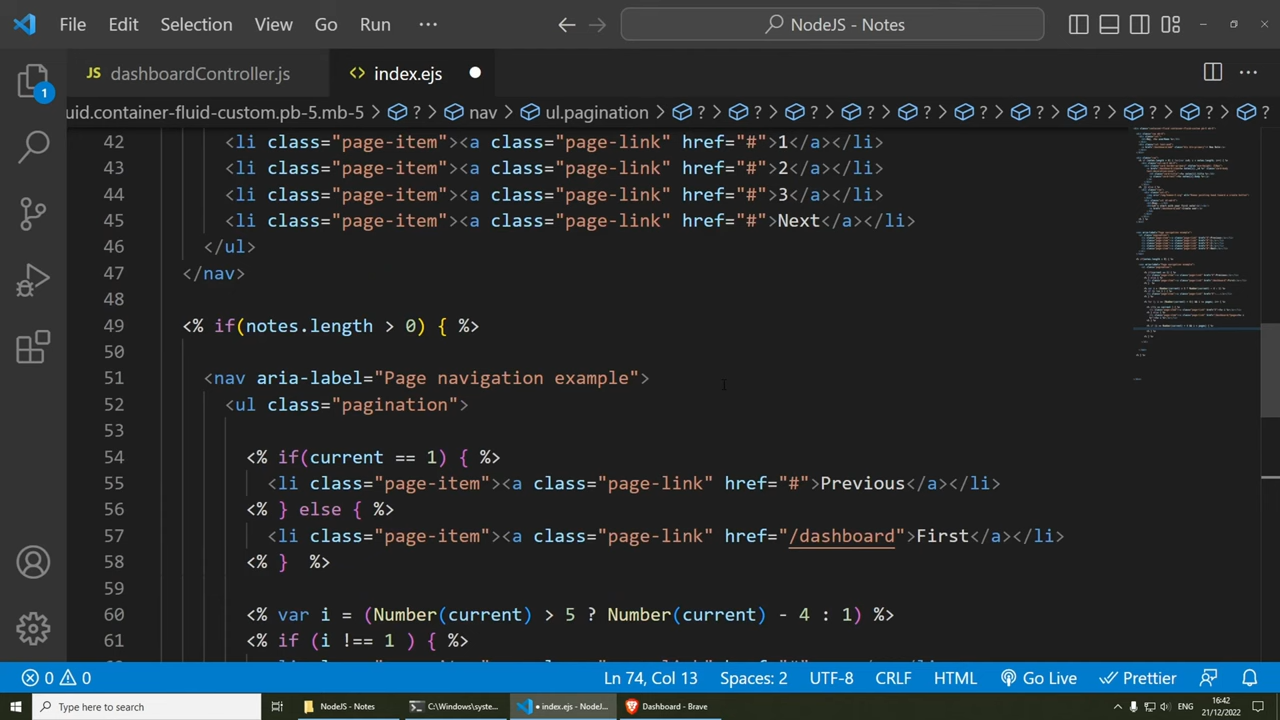 File Edit Selection View Go Run ··· NodeJS - Notes
JS dashboardController.js <> index.ejs
uid.container-fluid-custom.pb-5.mb-5 > ? > nav > ul.pagination > ? > ? > ? > ? > ? > ? > ? > ? > ? > ? > ?
1
42 <li class="page-item"><a class="page-link" href="#">1</a></li>
43 <li class="page-item"><a class="page-link" href="#">2</a></li>
44 <li class="page-item"><a class="page-link" href="#">3</a></li>
45 <li class="page-item"><a class="page-link" href="#">Next</a></li>
46 </ul>
47 </nav>
48
49 <% if(notes.length > 0) { %>
50
51 <nav aria-label="Page navigation example">
52 <ul class="pagination">
53
54 <% if(current == 1) { %>
55 <li class="page-item"><a class="page-link" href="#">Previous</a></li>
56 <% } else { %>
57 <li class="page-item"><a class="page-link" href="/dashboard">First</a></li>
58 <% }  %>
59
60 <% var i = (Number(current) > 5 ? Number(current) - 4 : 1) %>
61 <% if (i !== 1 ) { %>
0 0 Ln 74, Col 13 Spaces: 2 UTF-8 CRLF HTML Go Live Prettier
Type here to search NodeJS - Notes C:\Windows\syste... • index.ejs - NodeJ... Dashboard - Brave ENG 16:42
21/12/2022